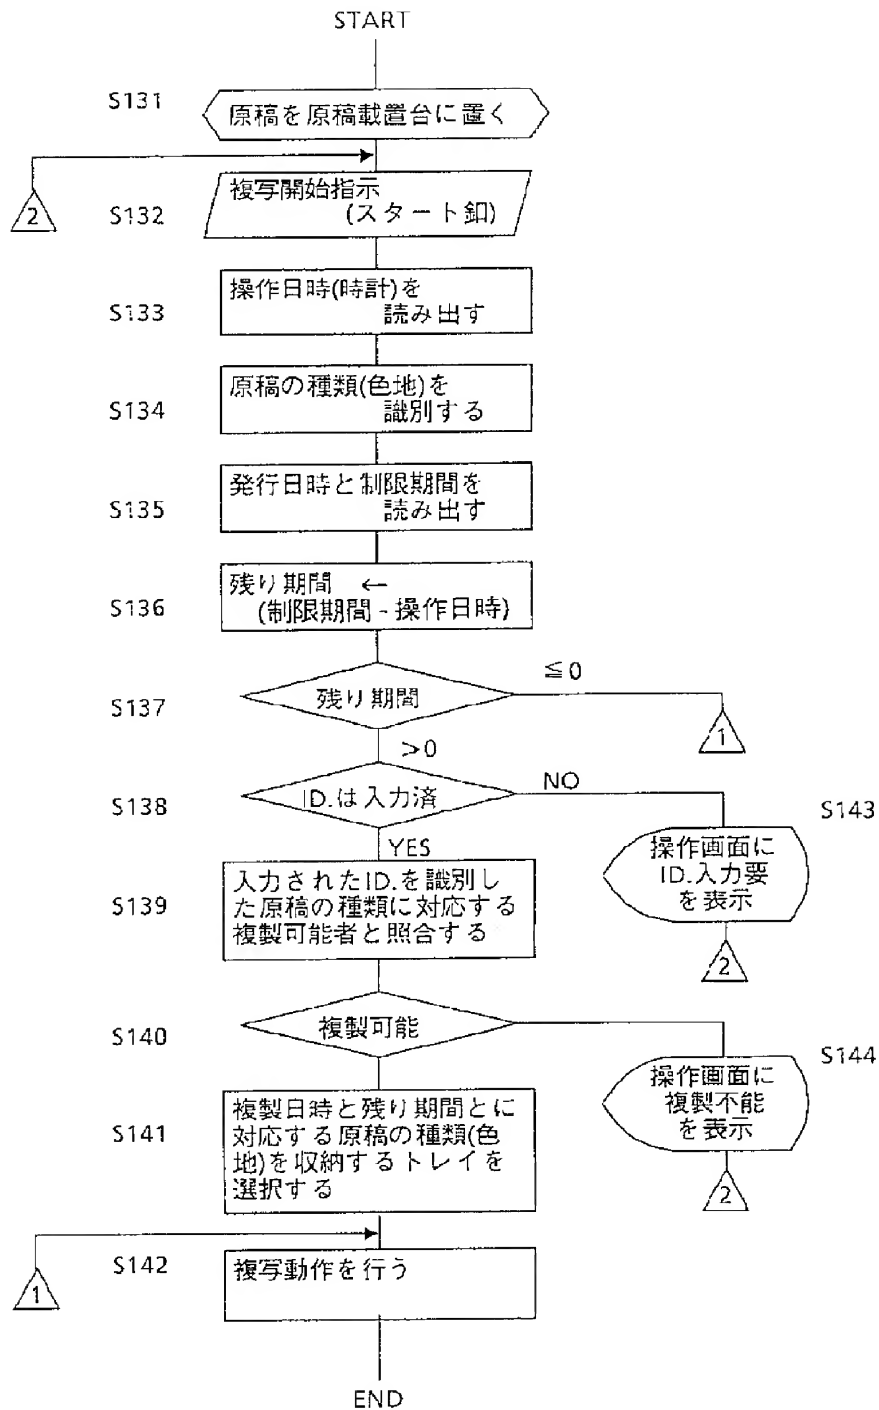 START
S131
原稿を原稿載置台に置く
2
S132
複写開始指示
(スタート釦)
S133
操作日時(時計)を
読み出す
S134
原稿の種類(色地)を
識別する
S135
発行日時と制限期間を
読み出す
S136
残り期間 ←
(制限期間 - 操作日時)
S137
残り期間
≦0
1
>0
S138
ID.は入力済
NO
S143
操作画面に
ID.入力要
を表示
2
YES
S139
入力されたID.を識別し
た原稿の種類に対応する
複製可能者と照合する
S140
複製可能
S144
操作画面に
複製不能
を表示
2
S141
複製日時と残り期間とに
対応する原稿の種類(色
地)を収納するトレイを
選択する
1
S142
複写動作を行う
END